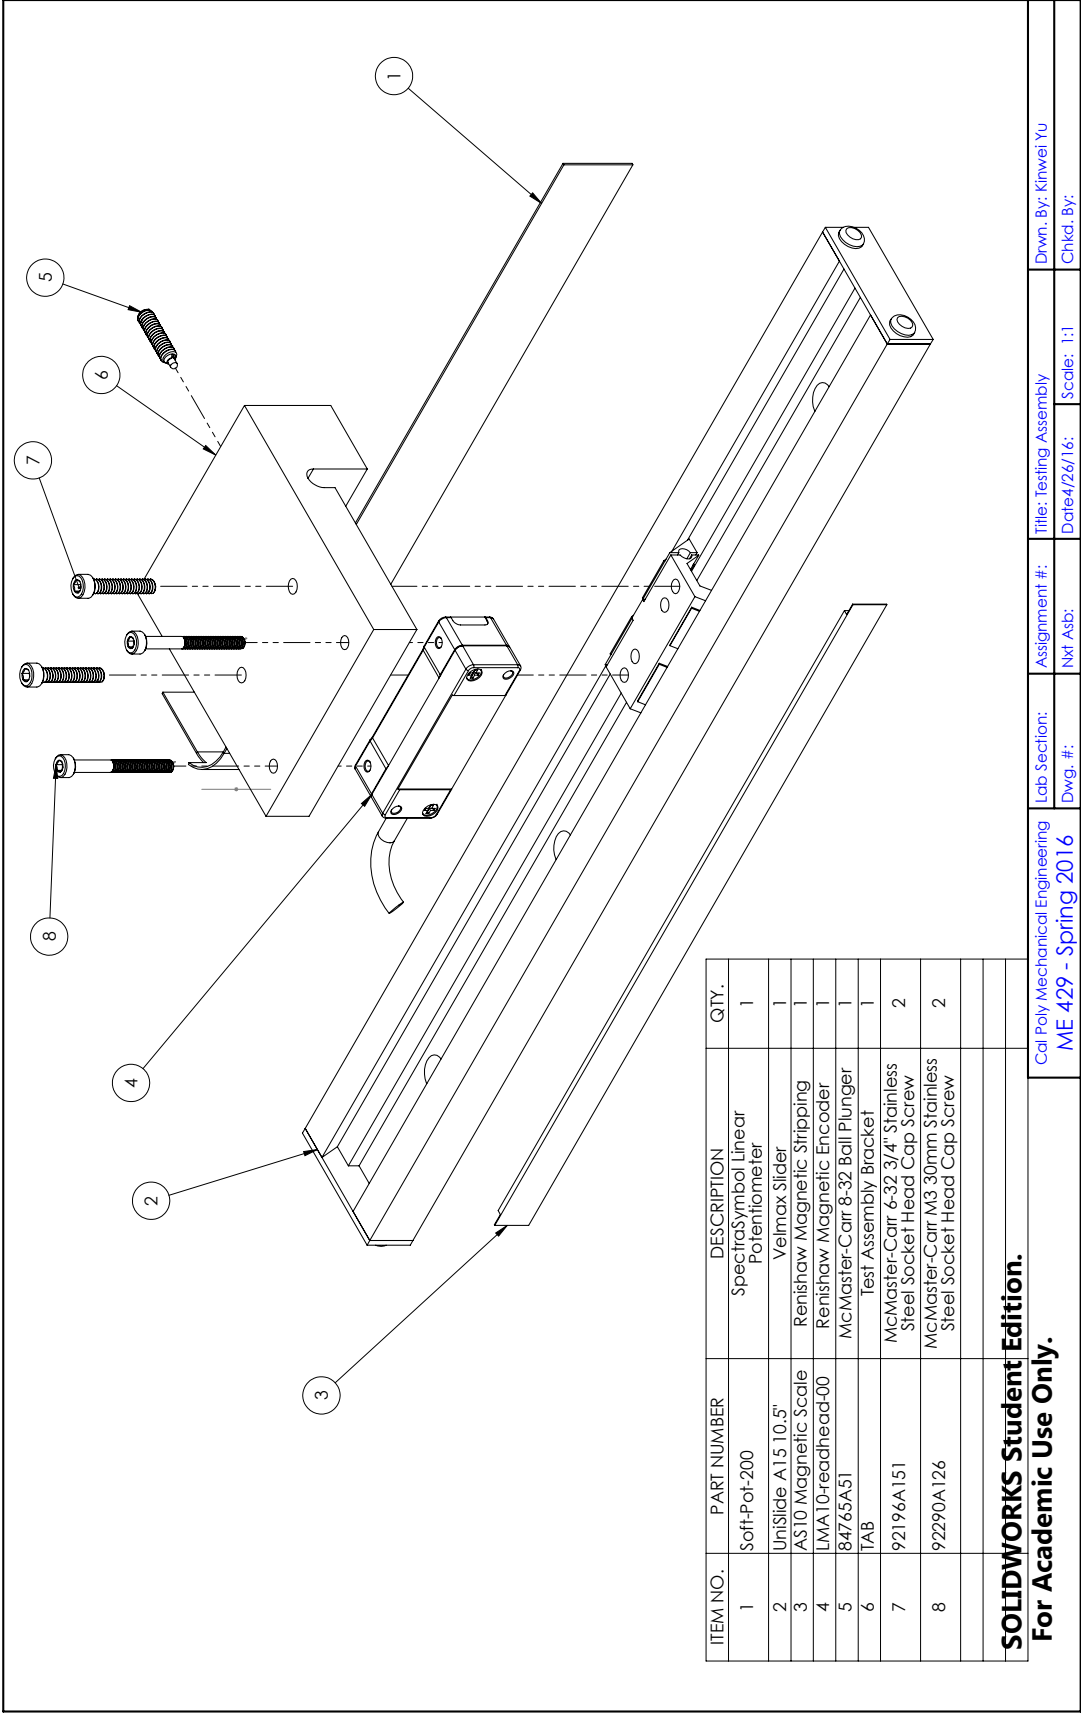 1
5
6
7
8
4
2
3
ITEM NO. PART NUMBER DESCRIPTION QTY.
1 Soft-Pot-200 SpectraSymbol Linear Potentiometer 1
2 UniSlide A15 10.5" Velmax Slider 1
3 AS10 Magnetic Scale Renishaw Magnetic Stripping 1
4 LMA10-readhead-00 Renishaw Magnetic Encoder 1
5 84765A51 McMaster-Carr 8-32 Ball Plunger 1
6 TAB Test Assembly Bracket 1
7 92196A151 McMaster-Carr 6-32 3/4" Stainless Steel Socket Head Cap Screw 2
8 92290A126 McMaster-Carr M3 30mm Stainless Steel Socket Head Cap Screw 2
SOLIDWORKS Student Edition.
For Academic Use Only.
Cal Poly Mechanical Engineering
ME 429 - Spring 2016
Lab Section:
Dwg. #:
Assignment #:
Nxt Asb:
Title: Testing Assembly
Date4/26/16:
Scale: 1:1
Drwn. By: Kinwei Yu
Chkd. By: